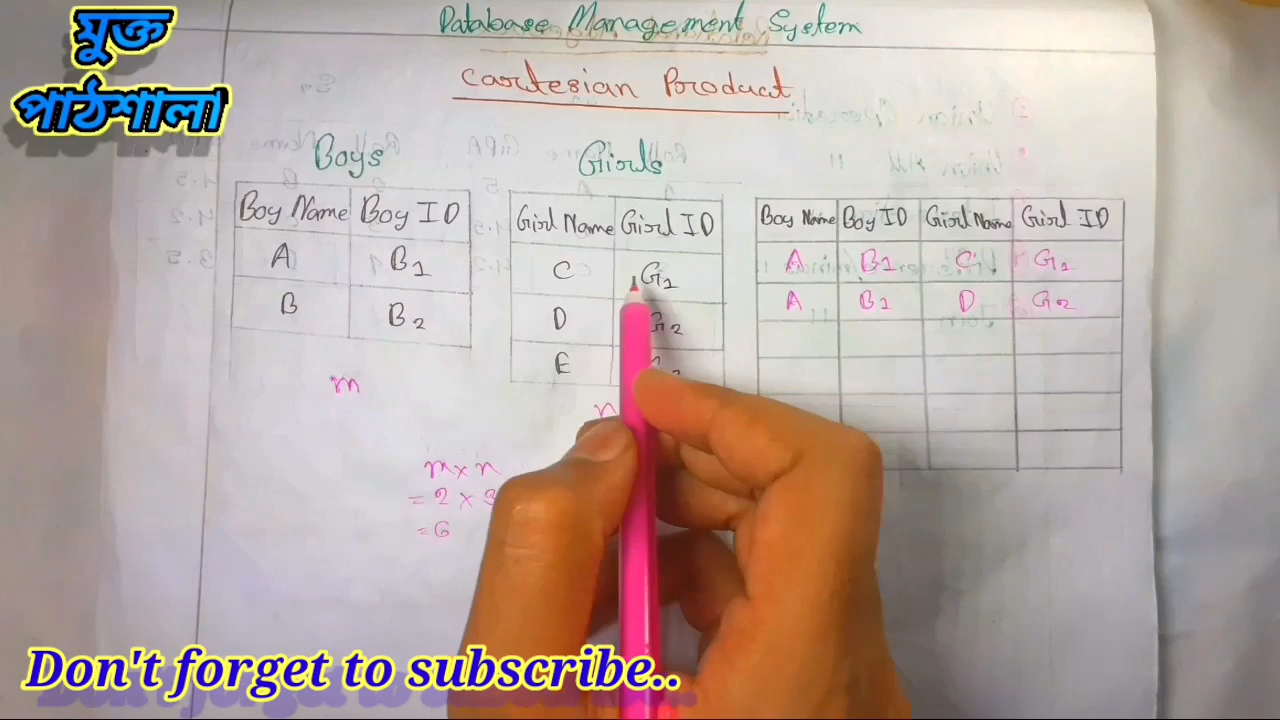 মুক্ত
পাঠশালা
Database Management System
Cartesian Product
Boys
Boy Name Boy ID
A B1
B B2
m
Girls
Girl Name Girl ID
C G1
D G2
E
n
Boy Name Boy ID Girl Name Girl ID
A B1 C G1
A B1 D G2
m x n
= 2 x 3
= 6
Don't forget to subscribe..